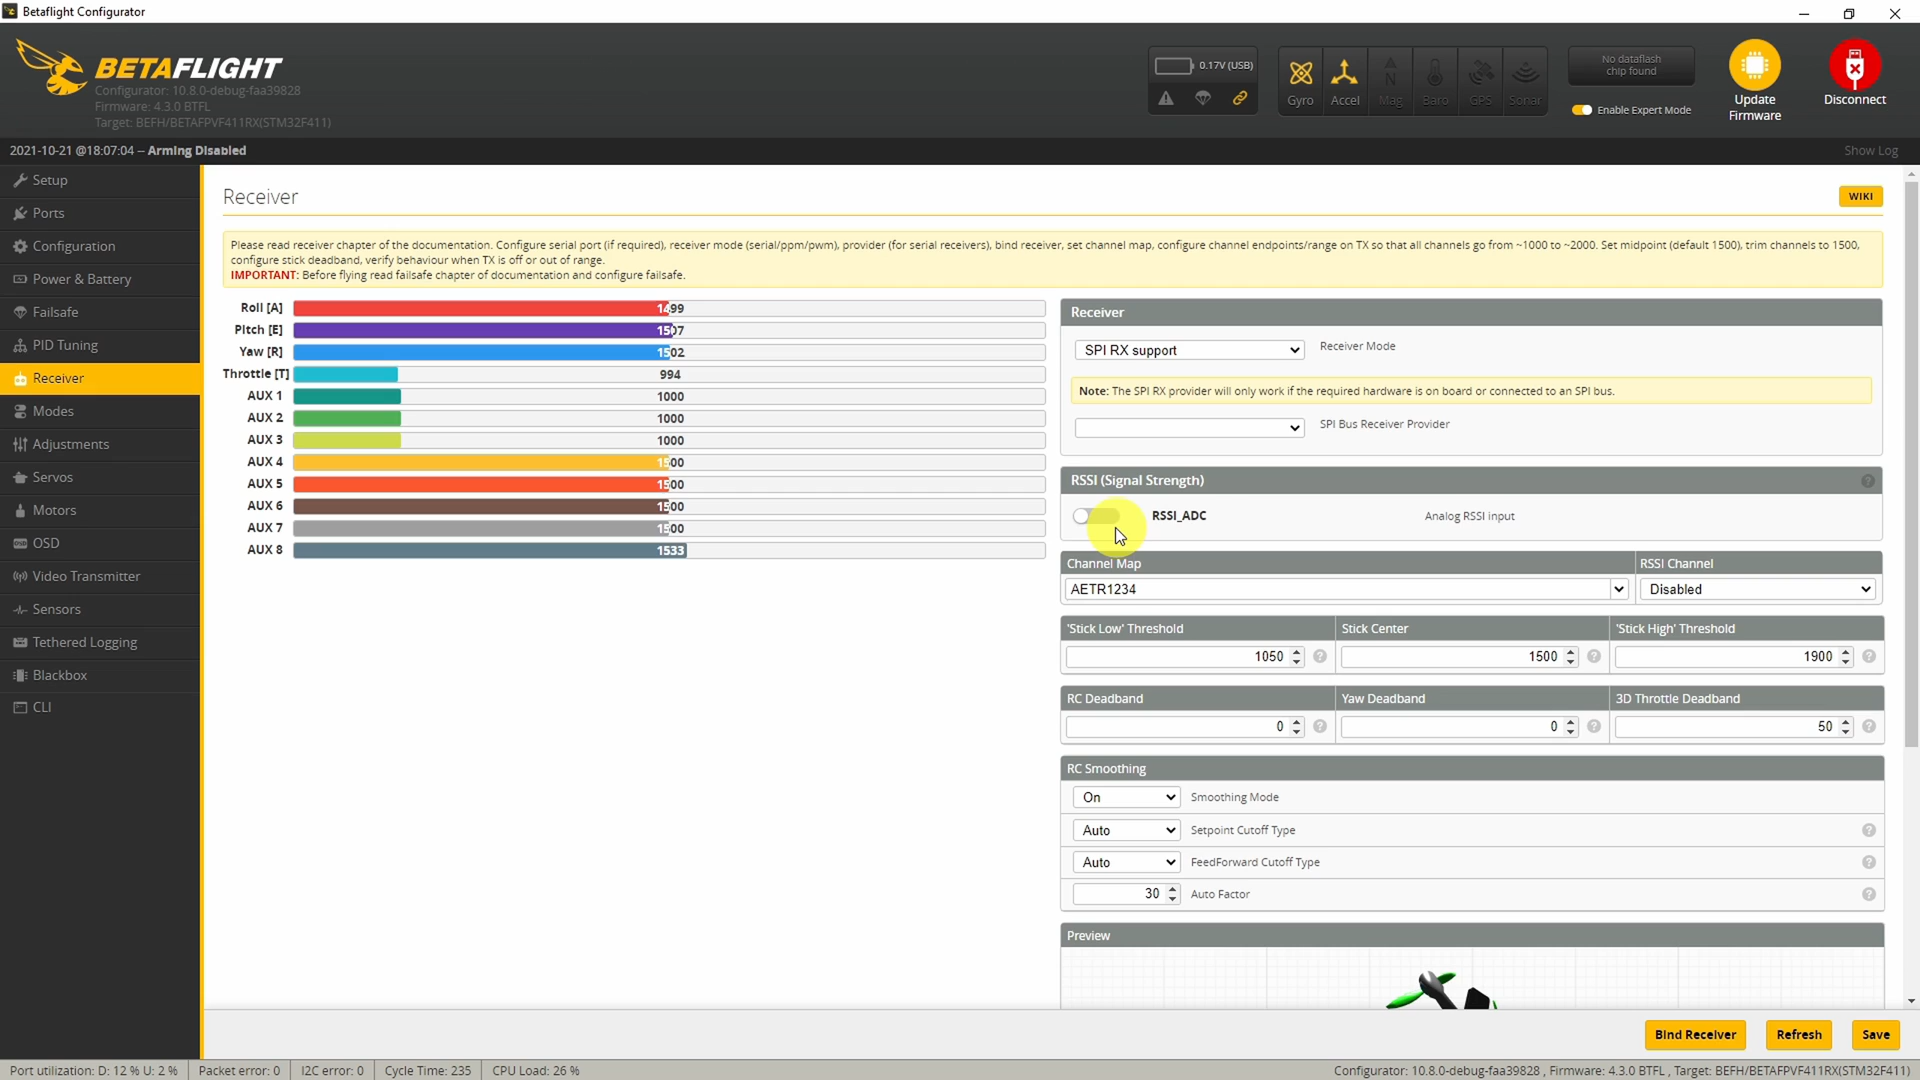 Betaflight Configurator
BETAFLIGHT
Configurator: 10.8.0-debug-faa39828
Firmware: 4.3.0 BTFL
Target: BEFH/BETAFPVF411RX(STM32F411)
0.17V (USB)
Gyro
Accel
Mag
Baro
GPS
Sonar
No dataflash
chip found
Enable Expert Mode
Update
Firmware
Disconnect
2021-10-21 @18:07:04 -- Arming Disabled
Show Log
Setup
Ports
Configuration
Power & Battery
Failsafe
PID Tuning
Receiver
Modes
Adjustments
Servos
Motors
OSD
Video Transmitter
Sensors
Tethered Logging
Blackbox
CLI
Receiver
WIKI
Please read receiver chapter of the documentation. Configure serial port (if required), receiver mode (serial/ppm/pwm), provider (for serial receivers), bind receiver, set channel map, configure channel endpoints/range on TX so that all channels go from ~1000 to ~2000. Set midpoint (default 1500), trim channels to 1500,
configure stick deadband, verify behaviour when TX is off or out of range.
IMPORTANT: Before flying read failsafe chapter of documentation and configure failsafe.
Roll [A] 1499
Pitch [E] 1507
Yaw [R] 1502
Throttle [T] 994
AUX 1 1000
AUX 2 1000
AUX 3 1000
AUX 4 1500
AUX 5 1500
AUX 6 1500
AUX 7 1500
AUX 8 1533
Receiver
SPI RX support Receiver Mode
Note: The SPI RX provider will only work if the required hardware is on board or connected to an SPI bus.
SPI Bus Receiver Provider
RSSI (Signal Strength)
RSSI_ADC Analog RSSI input
Channel Map RSSI Channel
AETR1234 Disabled
'Stick Low' Threshold Stick Center 'Stick High' Threshold
1050 1500 1900
RC Deadband Yaw Deadband 3D Throttle Deadband
0 0 50
RC Smoothing
On Smoothing Mode
Auto Setpoint Cutoff Type
Auto FeedForward Cutoff Type
30 Auto Factor
Preview
Bind Receiver Refresh Save
Port utilization: D: 12 % U: 2 % Packet error: 0 I2C error: 0 Cycle Time: 235 CPU Load: 26 % Configurator: 10.8.0-debug-faa39828 , Firmware: 4.3.0 BTFL , Target: BEFH/BETAFPVF411RX(STM32F411)